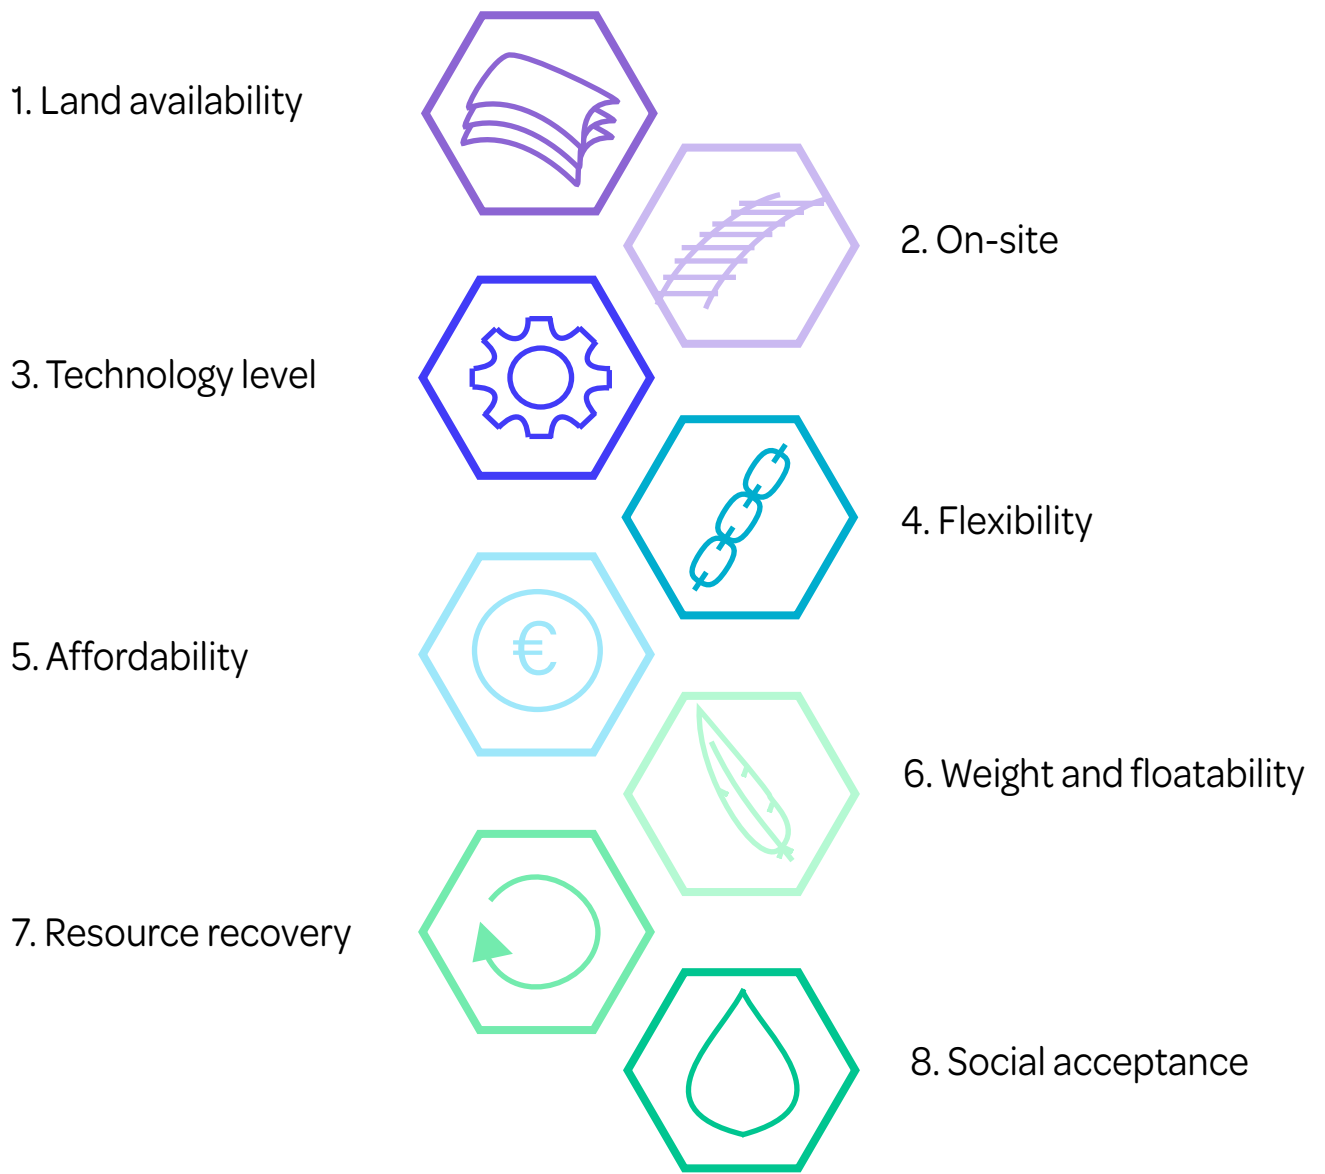 1. Land availability
2. On-site
3. Technology level
4. Flexibility
5. Affordability
€
6. Weight and floatability
7. Resource recovery
8. Social acceptance